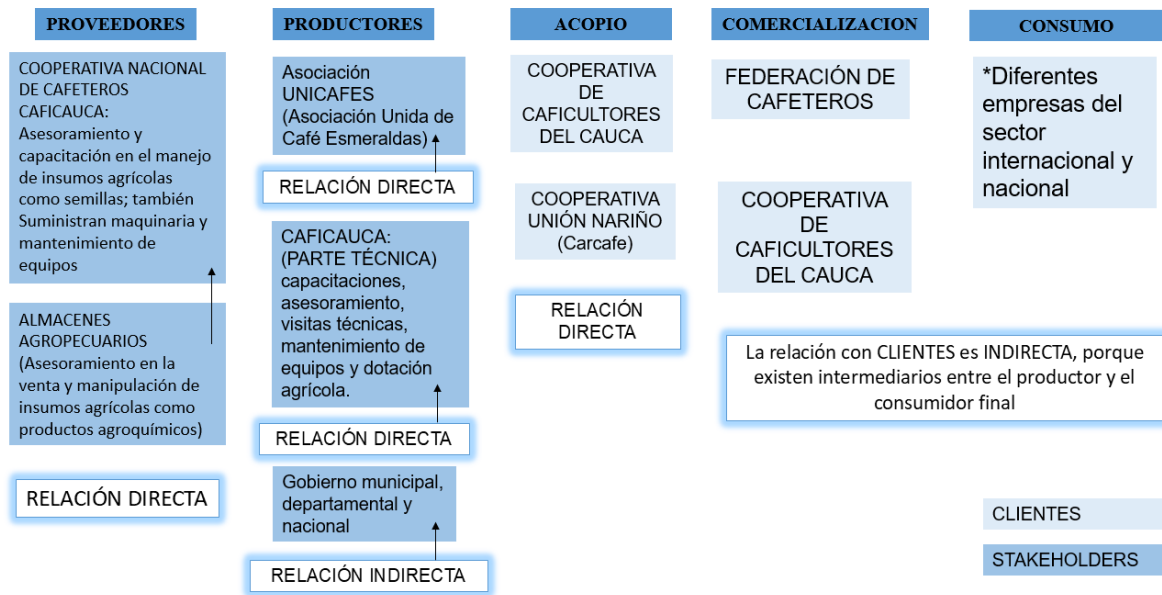 PROVEEDORES
COOPERATIVA NACIONAL
DE CAFETEROS
CAFICAUCA:
Asesoramiento y
capacitación en el manejo
de insumos agrícolas
como semillas; también
Suministran maquinaria y
mantenimiento de
equipos
ALMACENES
AGROPECUARIOS
(Asesoramiento en la
venta y manipulación de
insumos agrícolas como
productos agroquímicos)
RELACIÓN DIRECTA
PRODUCTORES
Asociación
UNICAFES
(Asociación Unida de
Café Esmeraldas)
RELACIÓN DIRECTA
CAFICAUCA:
(PARTE TÉCNICA)
capacitaciones,
asesoramiento,
visitas técnicas,
mantenimiento de
equipos y dotación
agrícola.
RELACIÓN DIRECTA
Gobierno municipal,
departamental y
nacional
RELACIÓN INDIRECTA
ACOPIO
COOPERATIVA
DE
CAFICULTORES
DEL CAUCA
COOPERATIVA
UNIÓN NARIÑO
(Carcafe)
RELACIÓN
DIRECTA
COMERCIALIZACION
FEDERACIÓN DE
CAFETEROS
COOPERATIVA
DE
CAFICULTORES
DEL CAUCA
CONSUMO
*Diferentes
empresas del
sector
internacional y
nacional
La relación con CLIENTES es INDIRECTA, porque
existen intermediarios entre el productor y el
consumidor final
CLIENTES
STAKEHOLDERS